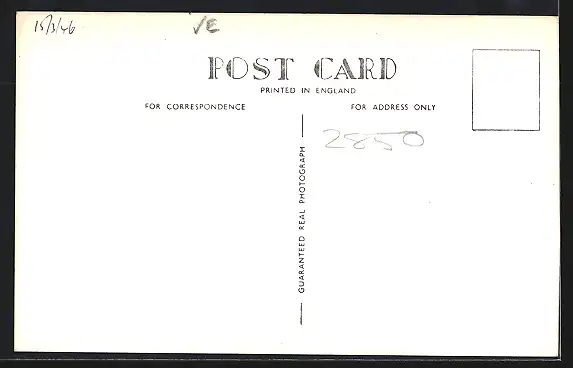 15/3/46
VE
POST CARD
PRINTED IN ENGLAND
FOR CORRESPONDENCE
FOR ADDRESS ONLY
2850
GUARANTEED REAL PHOTOGRAPH